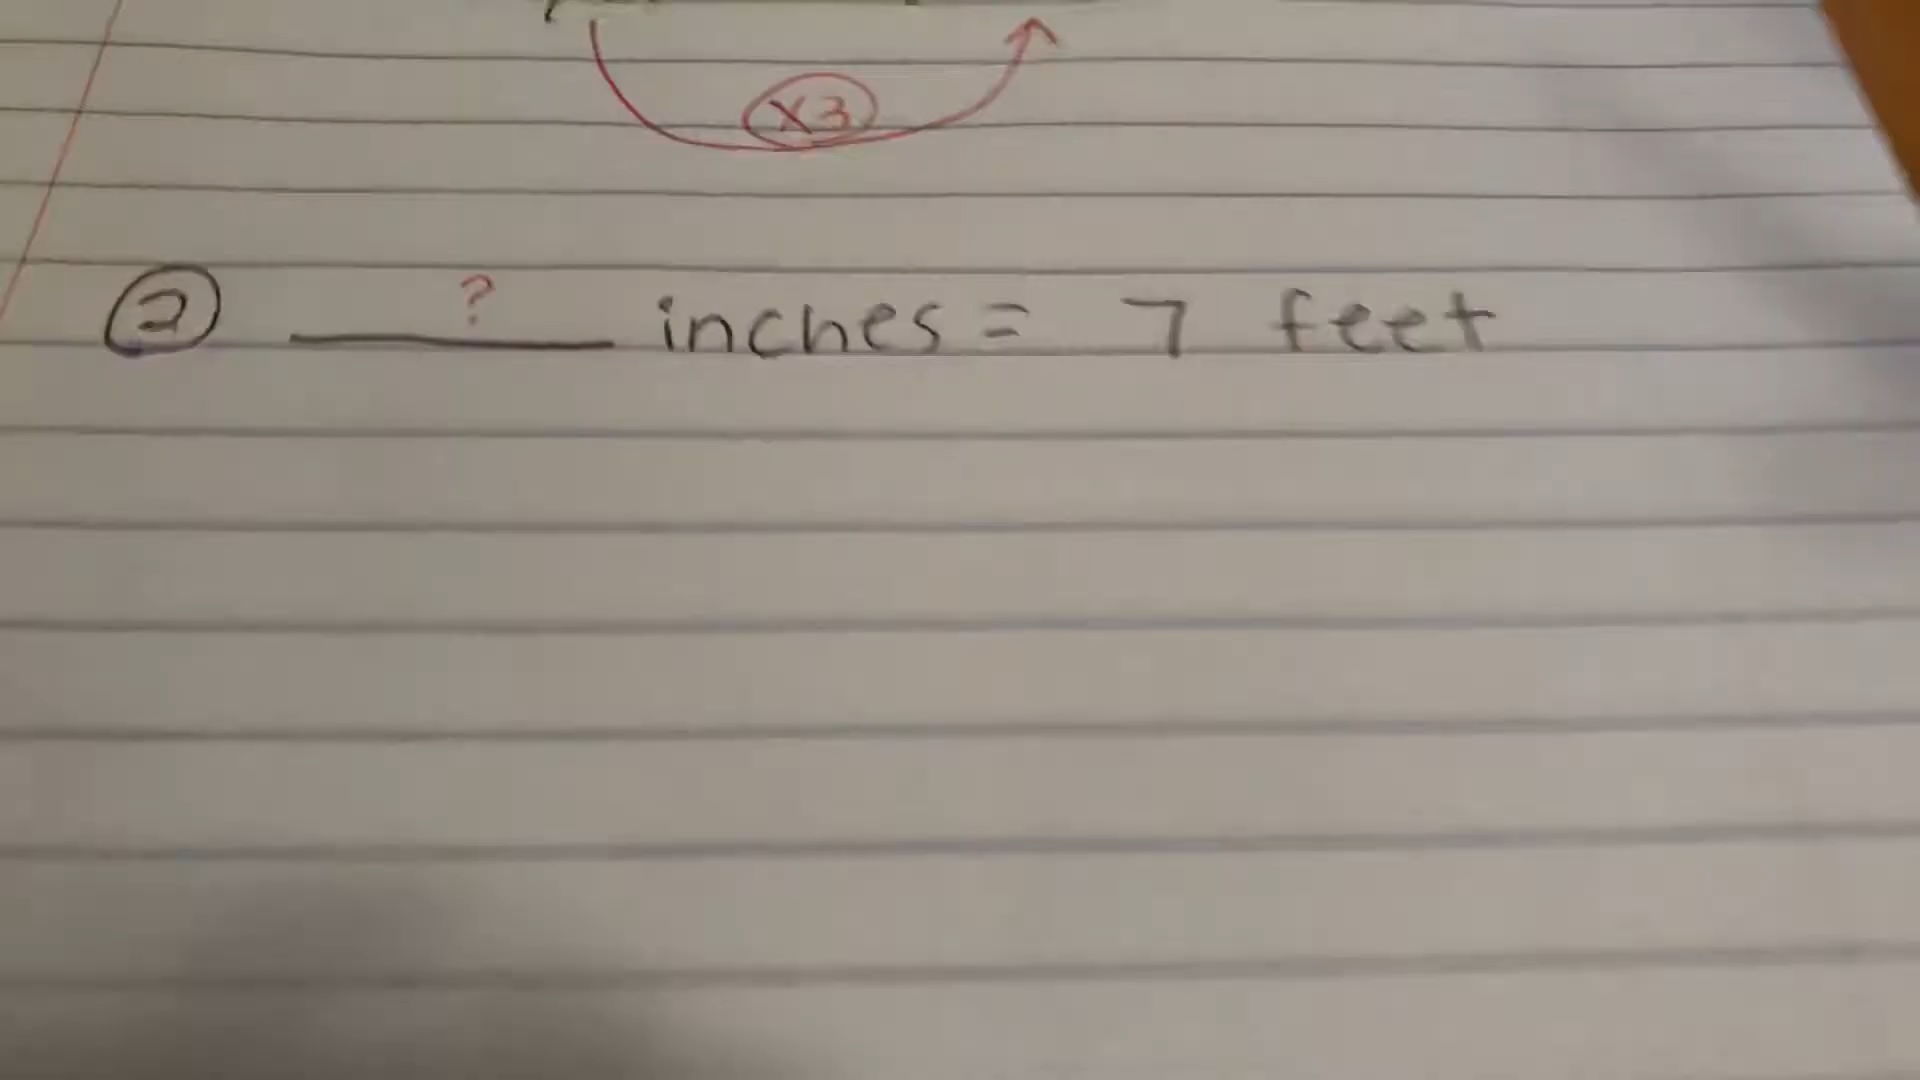 x3
② ? inches = 7 feet